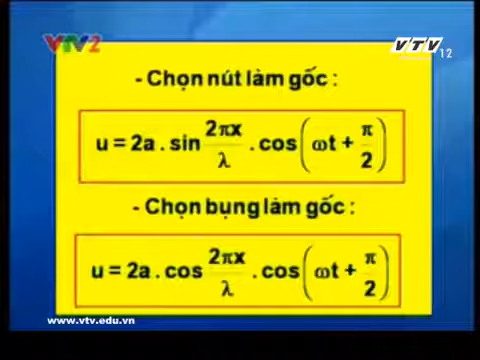 VTV2
VTV
12
- Chọn nút làm gốc :
u = 2a . sin 2πx/λ . cos(ωt + π/2)
- Chọn bụng làm gốc :
u = 2a . cos 2πx/λ . cos(ωt + π/2)
www.vtv.edu.vn